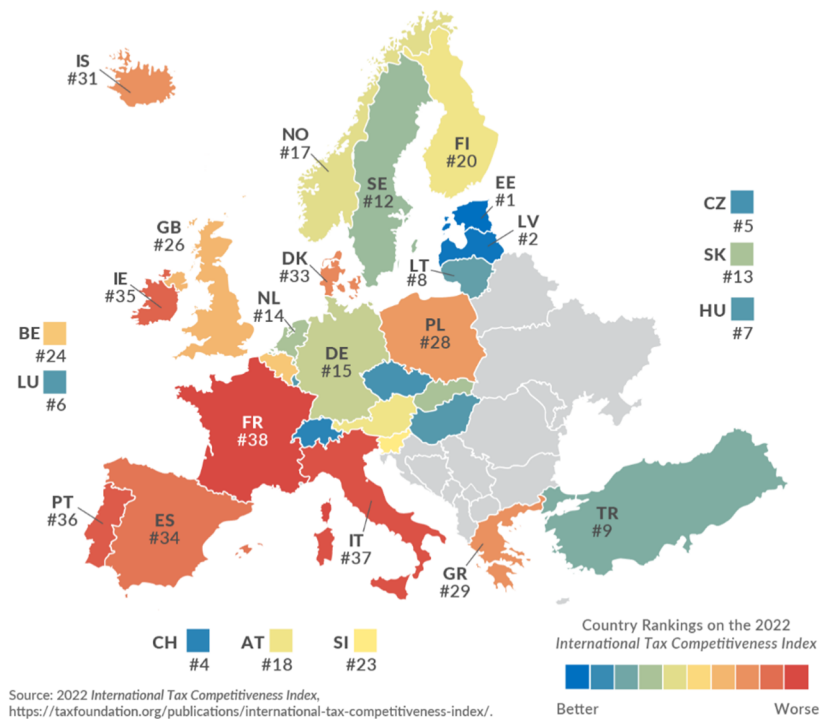 IS
#31
NO
#17
FI
#20
SE
#12
EE
#1
LV
#2
CZ
#5
GB
#26
SK
#13
DK
#33
LT
#8
IE
#35
NL
#14
HU
#7
BE
#24
PL
#28
DE
#15
LU
#6
FR
#38
PT
#36
ES
#34
IT
#37
TR
#9
GR
#29
CH
#4
AT
#18
SI
#23
Country Rankings on the 2022
International Tax Competitiveness Index
Better
Worse
Source: 2022 International Tax Competitiveness Index,
https://taxfoundation.org/publications/international-tax-competitiveness-index/.